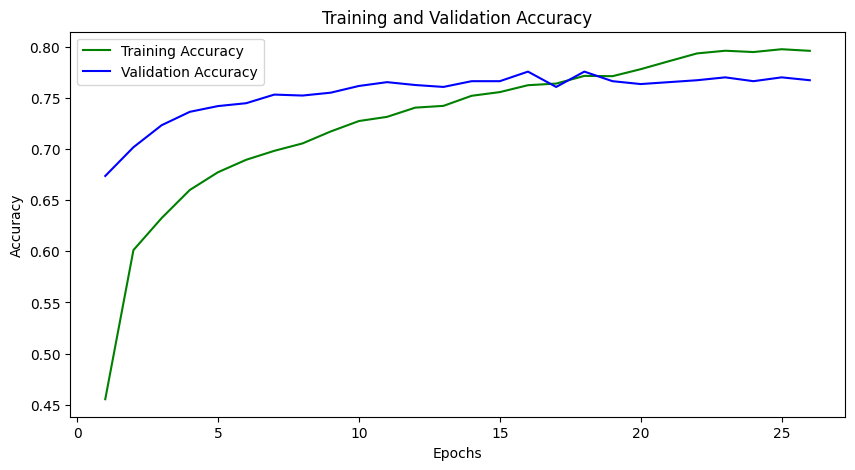 Training and Validation Accuracy
Training Accuracy
Validation Accuracy
Accuracy
0.80
0.75
0.70
0.65
0.60
0.55
0.50
0.45
0 5 10 15 20 25
Epochs